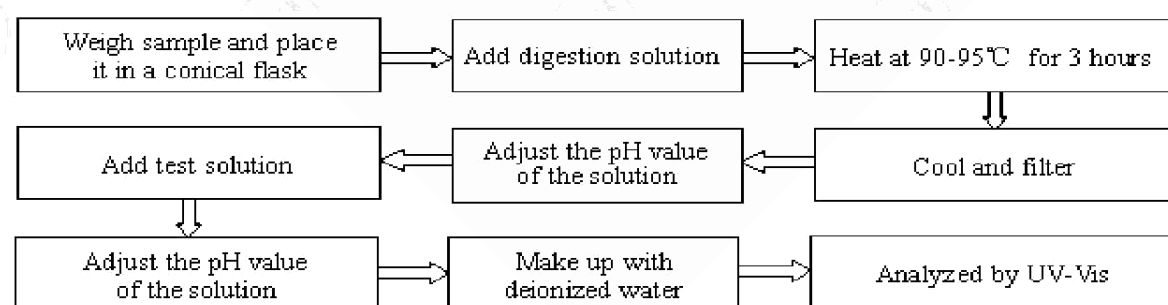 Weigh sample and place
it in a conical flask
Add digestion solution
Heat at 90-95℃ for 3 hours
Cool and filter
Adjust the pH value
of the solution
Add test solution
Adjust the pH value
of the solution
Make up with
deionized water
Analyzed by UV-Vis